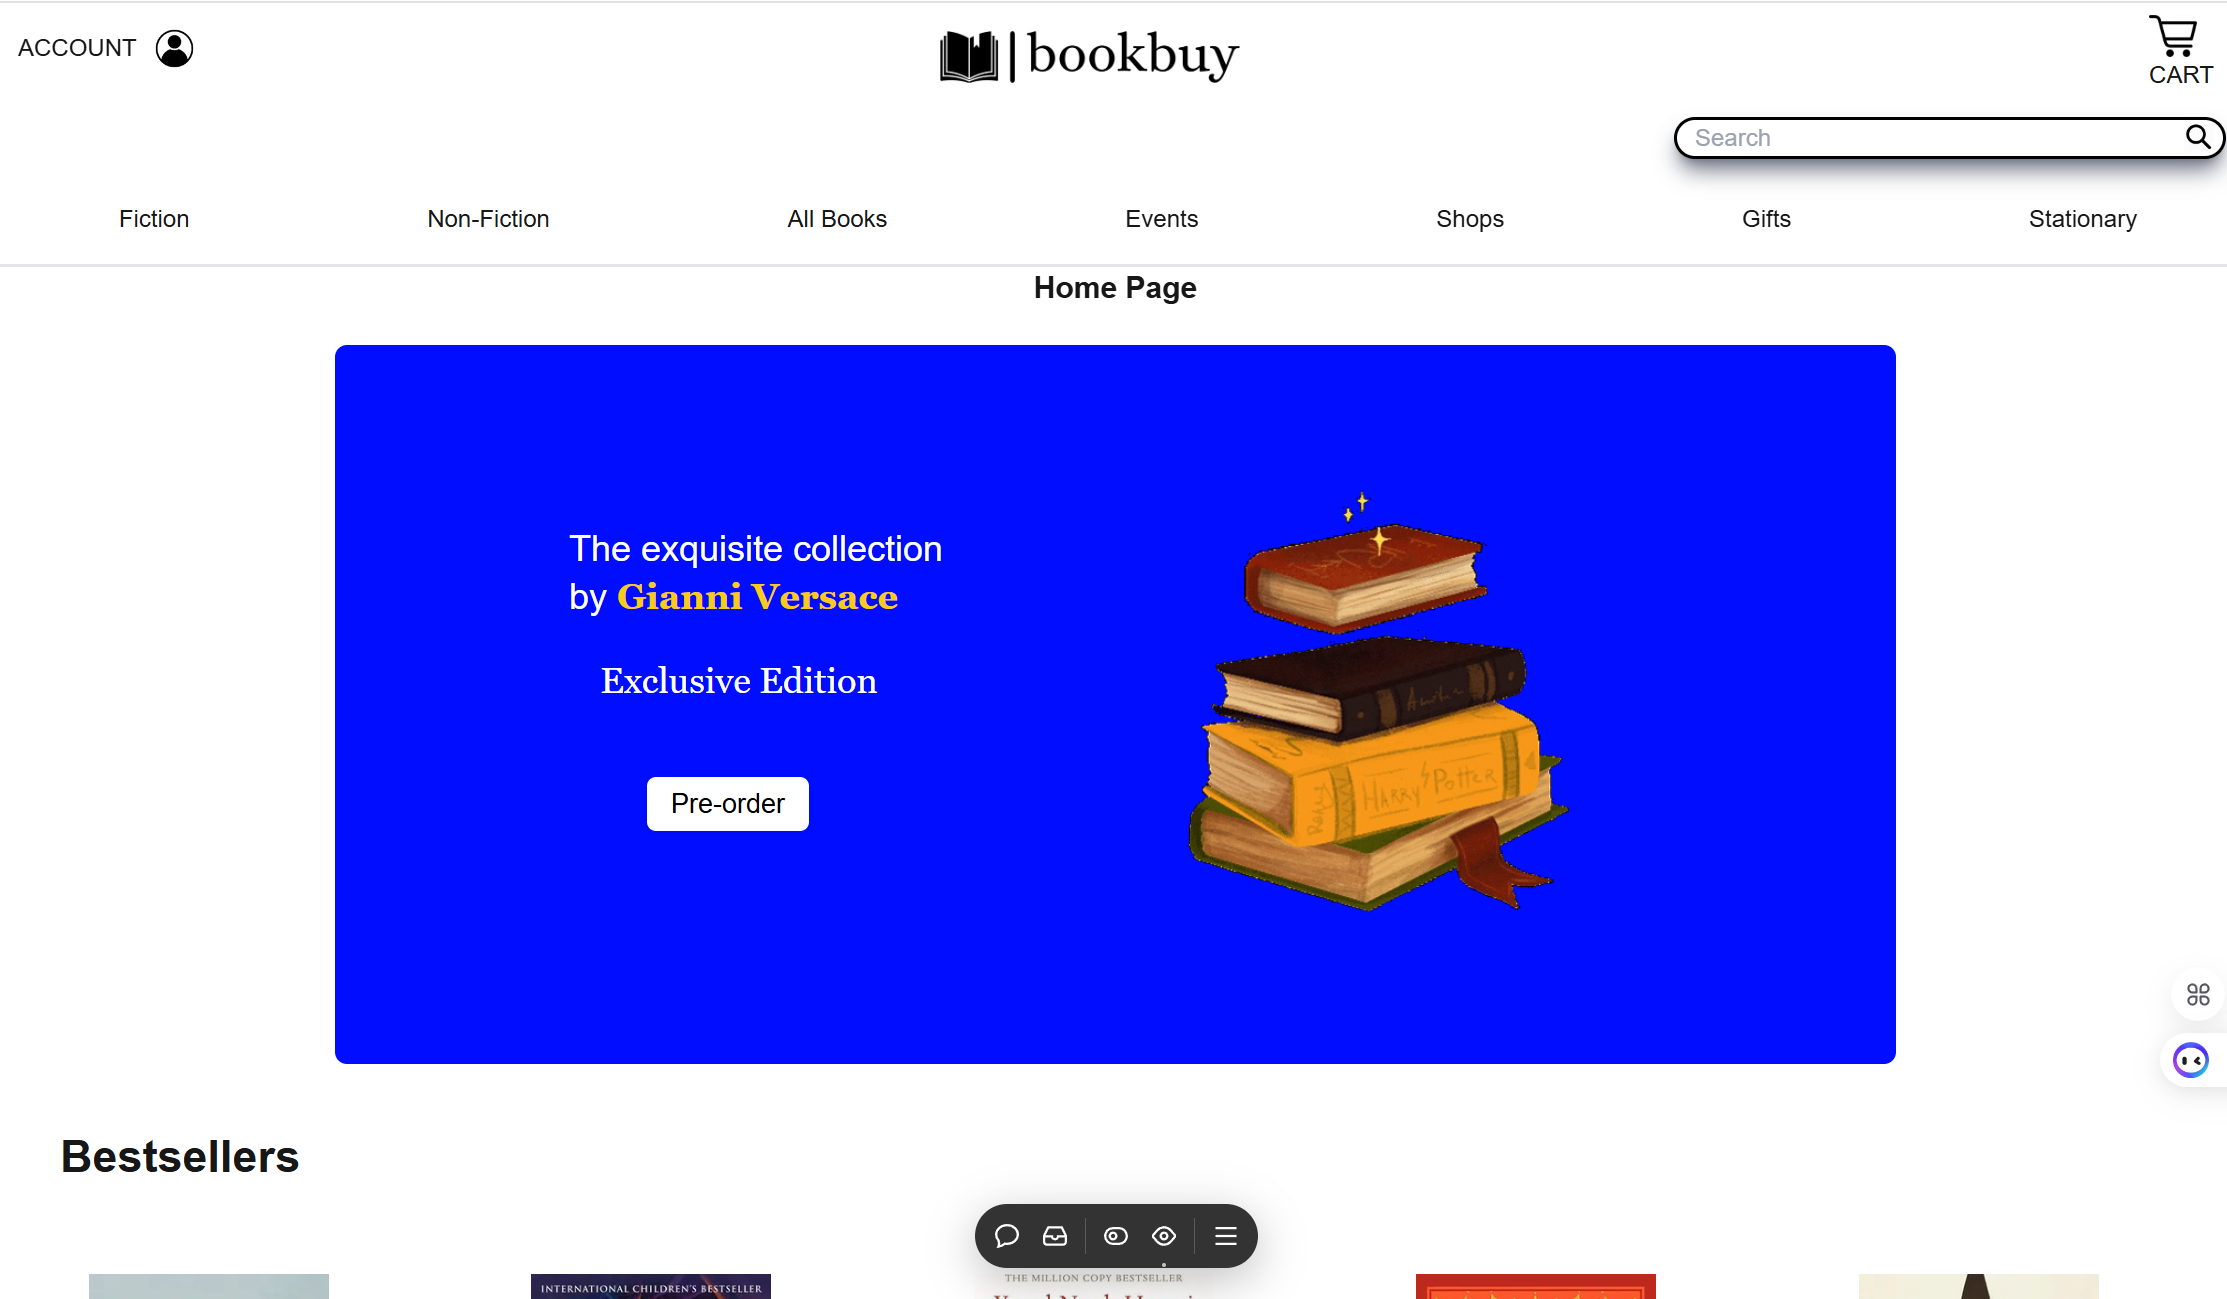 ACCOUNT
bookbuy
CART
Search
Fiction Non-Fiction All Books Events Shops Gifts Stationary
Home Page
The exquisite collection
by Gianni Versace
Exclusive Edition
Pre-order
HARRY POTTER
Bestsellers
INTERNATIONAL CHILDREN'S BESTSELLER
THE MILLION COPY BESTSELLER